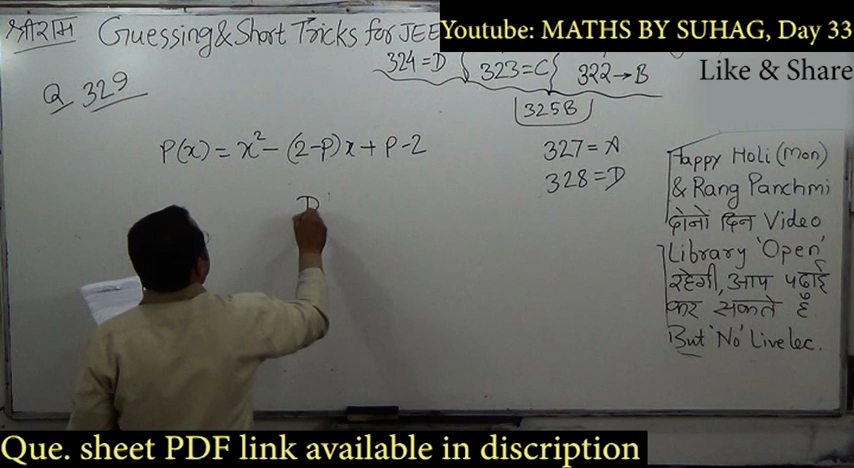 श्रीराम Guessing & Short Tricks for JEE
Youtube: MATHS BY SUHAG, Day 33
Like & Share
324 = D
323 = C
322 → B
325B
Q 329
P(x) = x² - (2-p)x + p-2
327 = A
328 = D
D
Happy Holi (Mon)
& Rang Panchmi
दोनों दिन Video
Library 'Open'
रहेगी, आप पढाई
कर सकते हैं
But 'No' Live lec.
Que. sheet PDF link available in discription